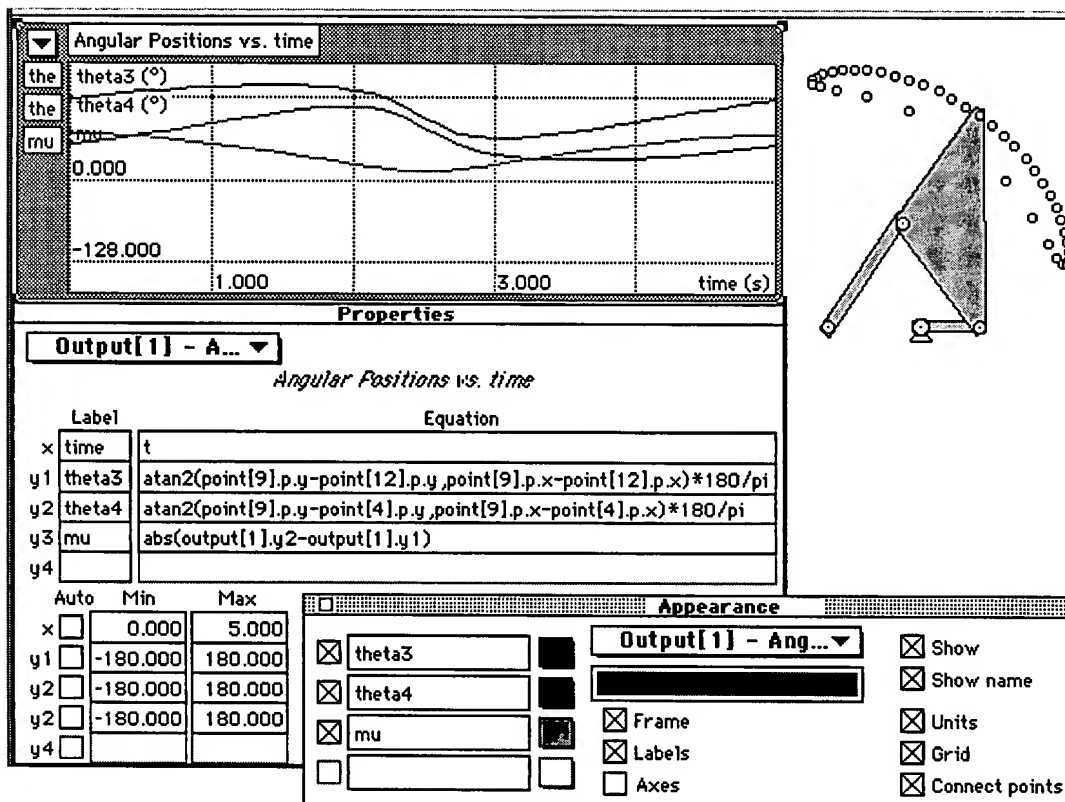 Angular Positions vs. time
the
theta3 (°)
the
theta4 (°)
mu
mu
0.000
-128.000
1.000
3.000
time (s)
Properties
Output[1] - A...
Angular Positions vs. time
Label
Equation
x time t
y1 theta3 atan2(point[9].p.y-point[12].p.y,point[9].p.x-point[12].p.x)*180/pi
y2 theta4 atan2(point[9].p.y-point[4].p.y,point[9].p.x-point[4].p.x)*180/pi
y3 mu abs(output[1].y2-output[1].y1)
y4
Auto Min Max
x 0.000 5.000
y1 -180.000 180.000
y2 -180.000 180.000
y2 -180.000 180.000
y4
Appearance
theta3
theta4
mu
Output[1] - Ang...
Frame
Labels
Axes
Show
Show name
Units
Grid
Connect points